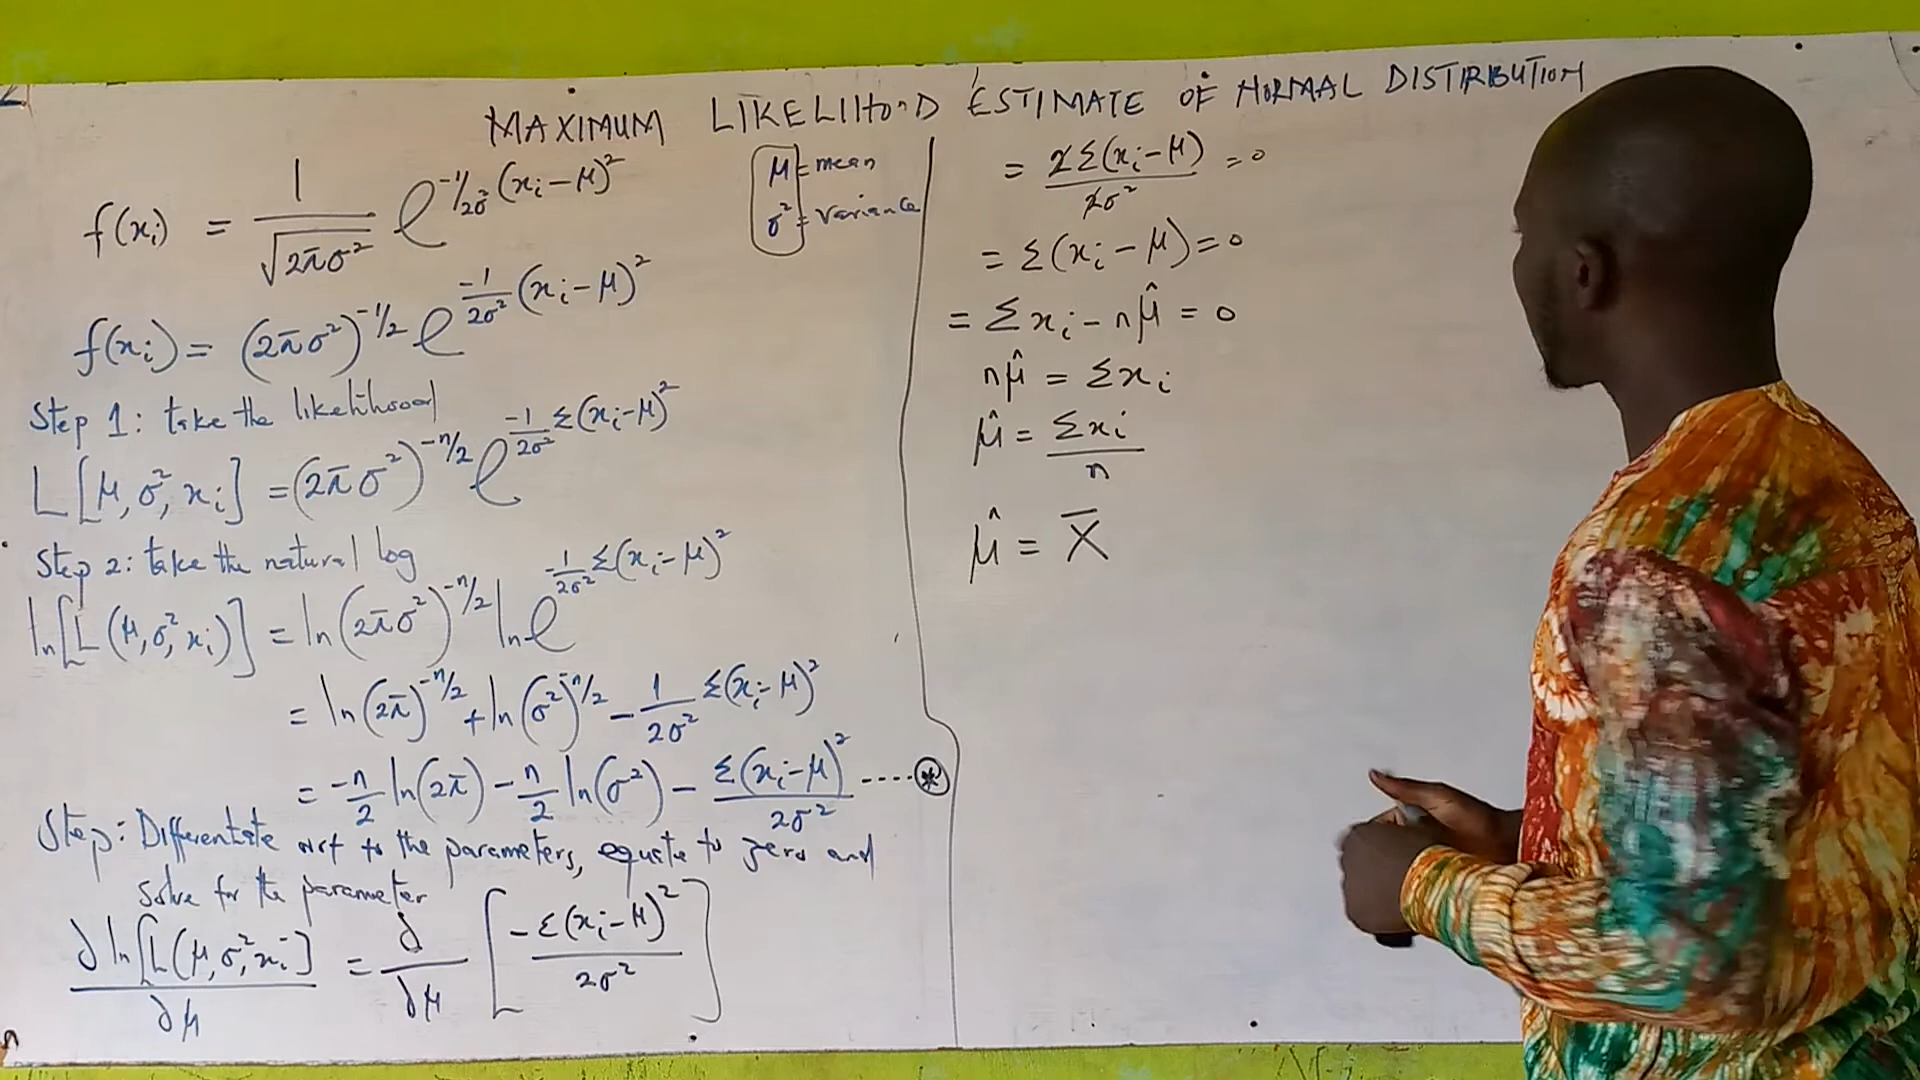 MAXIMUM LIKELIHOOD ESTIMATE OF NORMAL DISTRIBUTION
f(xᵢ) = 1/√(2πσ²) e^(-1/2σ² (xᵢ-μ)²)
μ = mean
σ² = variance
f(xᵢ) = (2πσ²)^(-1/2) e^(-1/2σ² (xᵢ-μ)²)
Step 1: take the likelihood
L[μ, σ², xᵢ] = (2πσ²)^(-n/2) e^(-1/2σ² Σ(xᵢ-μ)²)
Step 2: take the natural log
ln[L(μ, σ², xᵢ)] = ln(2πσ²)^(-n/2) ln e^(-1/2σ² Σ(xᵢ-μ)²)
= ln(2π)^(-n/2) + ln(σ²)^(-n/2) - 1/2σ² Σ(xᵢ-μ)²
= -n/2 ln(2π) - n/2 ln(σ²) - Σ(xᵢ-μ)²/2σ² ----⊛
Step: Differentiate wrt to the parameters, equate to zero and
solve for the parameter
∂ ln[L(μ, σ², xᵢ]/∂μ = ∂/∂μ [-Σ(xᵢ-μ)²/2σ²]
= 2Σ(xᵢ-μ)/2σ² = 0
= Σ(xᵢ-μ) = 0
= Σxᵢ - nμ̂ = 0
nμ̂ = Σxᵢ
μ̂ = Σxᵢ/n
μ̂ = X̄